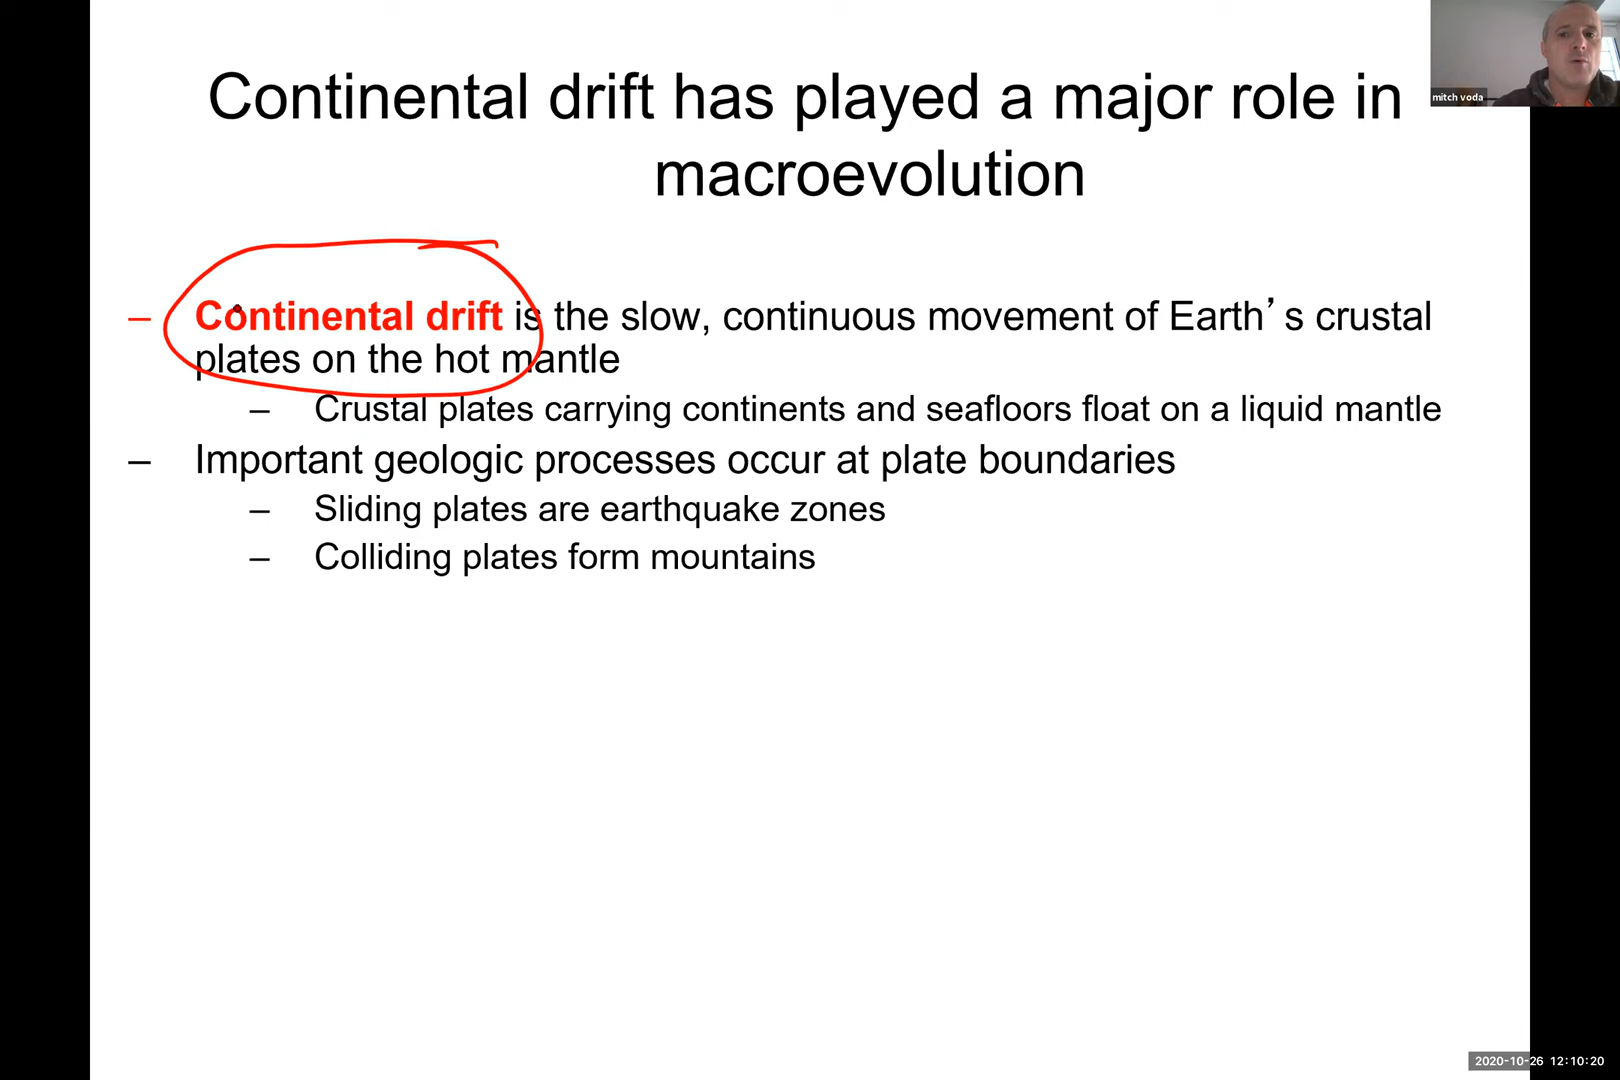 Continental drift has played a major role in
macroevolution
mitch voda
– Continental drift is the slow, continuous movement of Earth’s crustal
plates on the hot mantle
– Crustal plates carrying continents and seafloors float on a liquid mantle
– Important geologic processes occur at plate boundaries
– Sliding plates are earthquake zones
– Colliding plates form mountains
2020-10-26 12:10:20